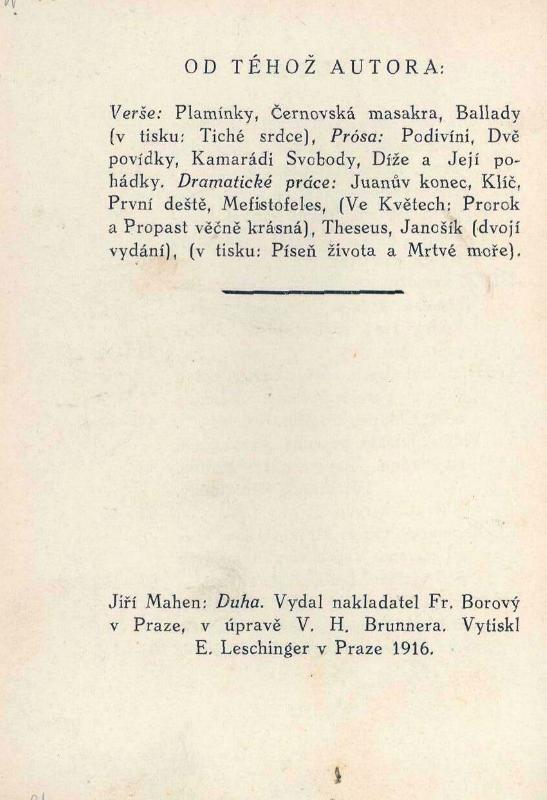 OD TÉHOŽ AUTORA:
Verše: Plamínky, Černovská masakra, Ballady
(v tisku: Tiché srdce), Prósa: Podivíni, Dvě
povídky, Kamarádi Svobody, Díže a Její po-
hádky. Dramatické práce: Juanův konec, Klíč,
První deště, Mefistofeles, (Ve Květech: Prorok
a Propast věčně krásná), Theseus, Janošík (dvojí
vydání), (v tisku: Píseň života a Mrtvé moře).
Jiří Mahen: Duha. Vydal nakladatel Fr. Borový
v Praze, v úpravě V. H. Brunnera. Vytiskl
E. Leschinger v Praze 1916.